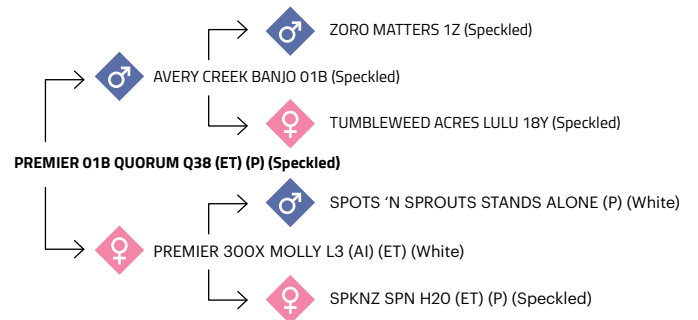 ZORO MATTERS 1Z (Speckled)
AVERY CREEK BANJO 01B (Speckled)
TUMBLEWEED ACRES LULU 18Y (Speckled)
PREMIER 01B QUORUM Q38 (ET) (P) (Speckled)
SPOTS ‘N SPROUTS STANDS ALONE (P) (White)
PREMIER 300X MOLLY L3 (AI) (ET) (White)
SPKNZ SPN H20 (ET) (P) (Speckled)